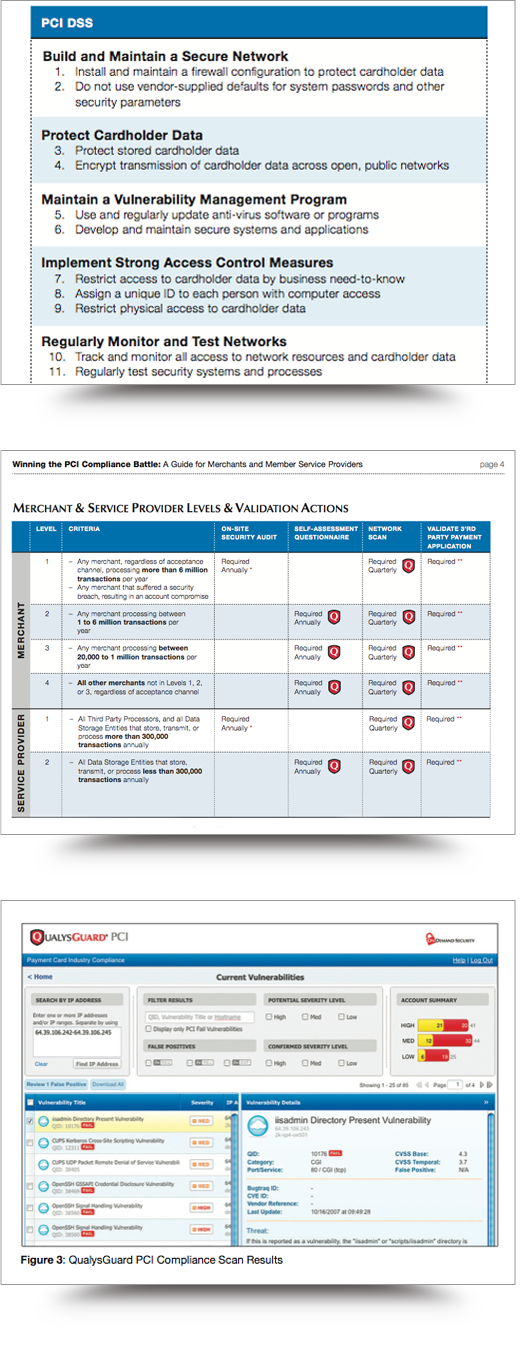 PCI DSS
Build and Maintain a Secure Network
1. Install and maintain a firewall configuration to protect cardholder data
2. Do not use vendor-supplied defaults for system passwords and other
security parameters
Protect Cardholder Data
3. Protect stored cardholder data
4. Encrypt transmission of cardholder data across open, public networks
Maintain a Vulnerability Management Program
5. Use and regularly update anti-virus software or programs
6. Develop and maintain secure systems and applications
Implement Strong Access Control Measures
7. Restrict access to cardholder data by business need-to-know
8. Assign a unique ID to each person with computer access
9. Restrict physical access to cardholder data
Regularly Monitor and Test Networks
10. Track and monitor all access to network resources and cardholder data
11. Regularly test security systems and processes
Winning the PCI Compliance Battle: A Guide for Merchants and Member Service Providers page 4
MERCHANT & SERVICE PROVIDER LEVELS & VALIDATION ACTIONS
LEVEL CRITERIA ON-SITE SECURITY AUDIT SELF-ASSESSMENT QUESTIONNAIRE NETWORK SCAN VALIDATE 3'RD PARTY PAYMENT APPLICATION
MERCHANT
1 – Any merchant, regardless of acceptance
channel, processing more than 6 million
transactions per year
– Any merchant that suffered a security
breach, resulting in an account compromise
Required Annually * Required Quarterly Required **
2 – Any merchant processing between
1 to 6 million transactions per
year
Required Annually Required Quarterly Required **
3 – Any merchant processing between
20,000 to 1 million transactions per
year
Required Annually Required Quarterly Required **
4 – All other merchants not in Levels 1, 2,
or 3, regardless of acceptance channel
Required Annually Required Quarterly Required **
SERVICE PROVIDER
1 – All Third Party Processors, and all Data
Storage Entities that store, transmit, or
process more than 300,000
transactions annually
Required Annually * Required Quarterly Required **
2 – All Data Storage Entities that store,
transmit, or process less than 300,000
transactions annually
Required Annually Required Quarterly Required **
QUALYSGUARD PCI
ON DEMAND SECURITY
Payment Card Industry Compliance Help | Log Out
< Home Current Vulnerabilities
SEARCH BY IP ADDRESS
Enter one or more IP addresses
and/or IP ranges. Separate by using
64.39.106.242-64.39.106.245
Clear Find IP Address
FILTER RESULTS
QID, Vulnerability Title or Hostname
Display only PCI Fail Vulnerabilities
FALSE POSITIVES
POTENTIAL SEVERITY LEVEL
High Med Low
CONFIRMED SEVERITY LEVEL
High Med Low
ACCOUNT SUMMARY
HIGH 21 20 41
MED 12 32 44
LOW 6 19 25
Review 1 False Positive Download All Showing 1 - 25 of 85 Page 1 of 4
Vulnerability Title Severity IP A
iisadmin Directory Present Vulnerability MED
QID: 10176 FAIL
CUPS Kerberos Cross-Site Scripting Vulnerability MED
FAIL
CUPS UDP Packet Remote Denial of Service Vulnerabili MED
OpenSSH GSSAPI Credential Disclosure Vulnerability MED
FAIL
OpenSSH Signal Handling Vulnerability HIGH
QID: 38560 FAIL
OpenSSH Signal Handling Vulnerability HIGH
QID: 38560 FAIL
Vulnerability Details
iisadmin Directory Present Vulnerability
64.39.106.243
QID: 10176 FAIL CVSS Base: 4.3
Category: CGI CVSS Temporal: 3.7
Port/Service: 80 / CGI (tcp) False Positive: N/A
Bugtraq ID: -
CVE ID: -
Vendor Reference: -
Last Update: 10/16/2007 at 09:49:28
Threat:
If this is reported as a vulnerability, the "iisadmin" or "scripts/iisadmin" directory is
Figure 3: QualysGuard PCI Compliance Scan Results